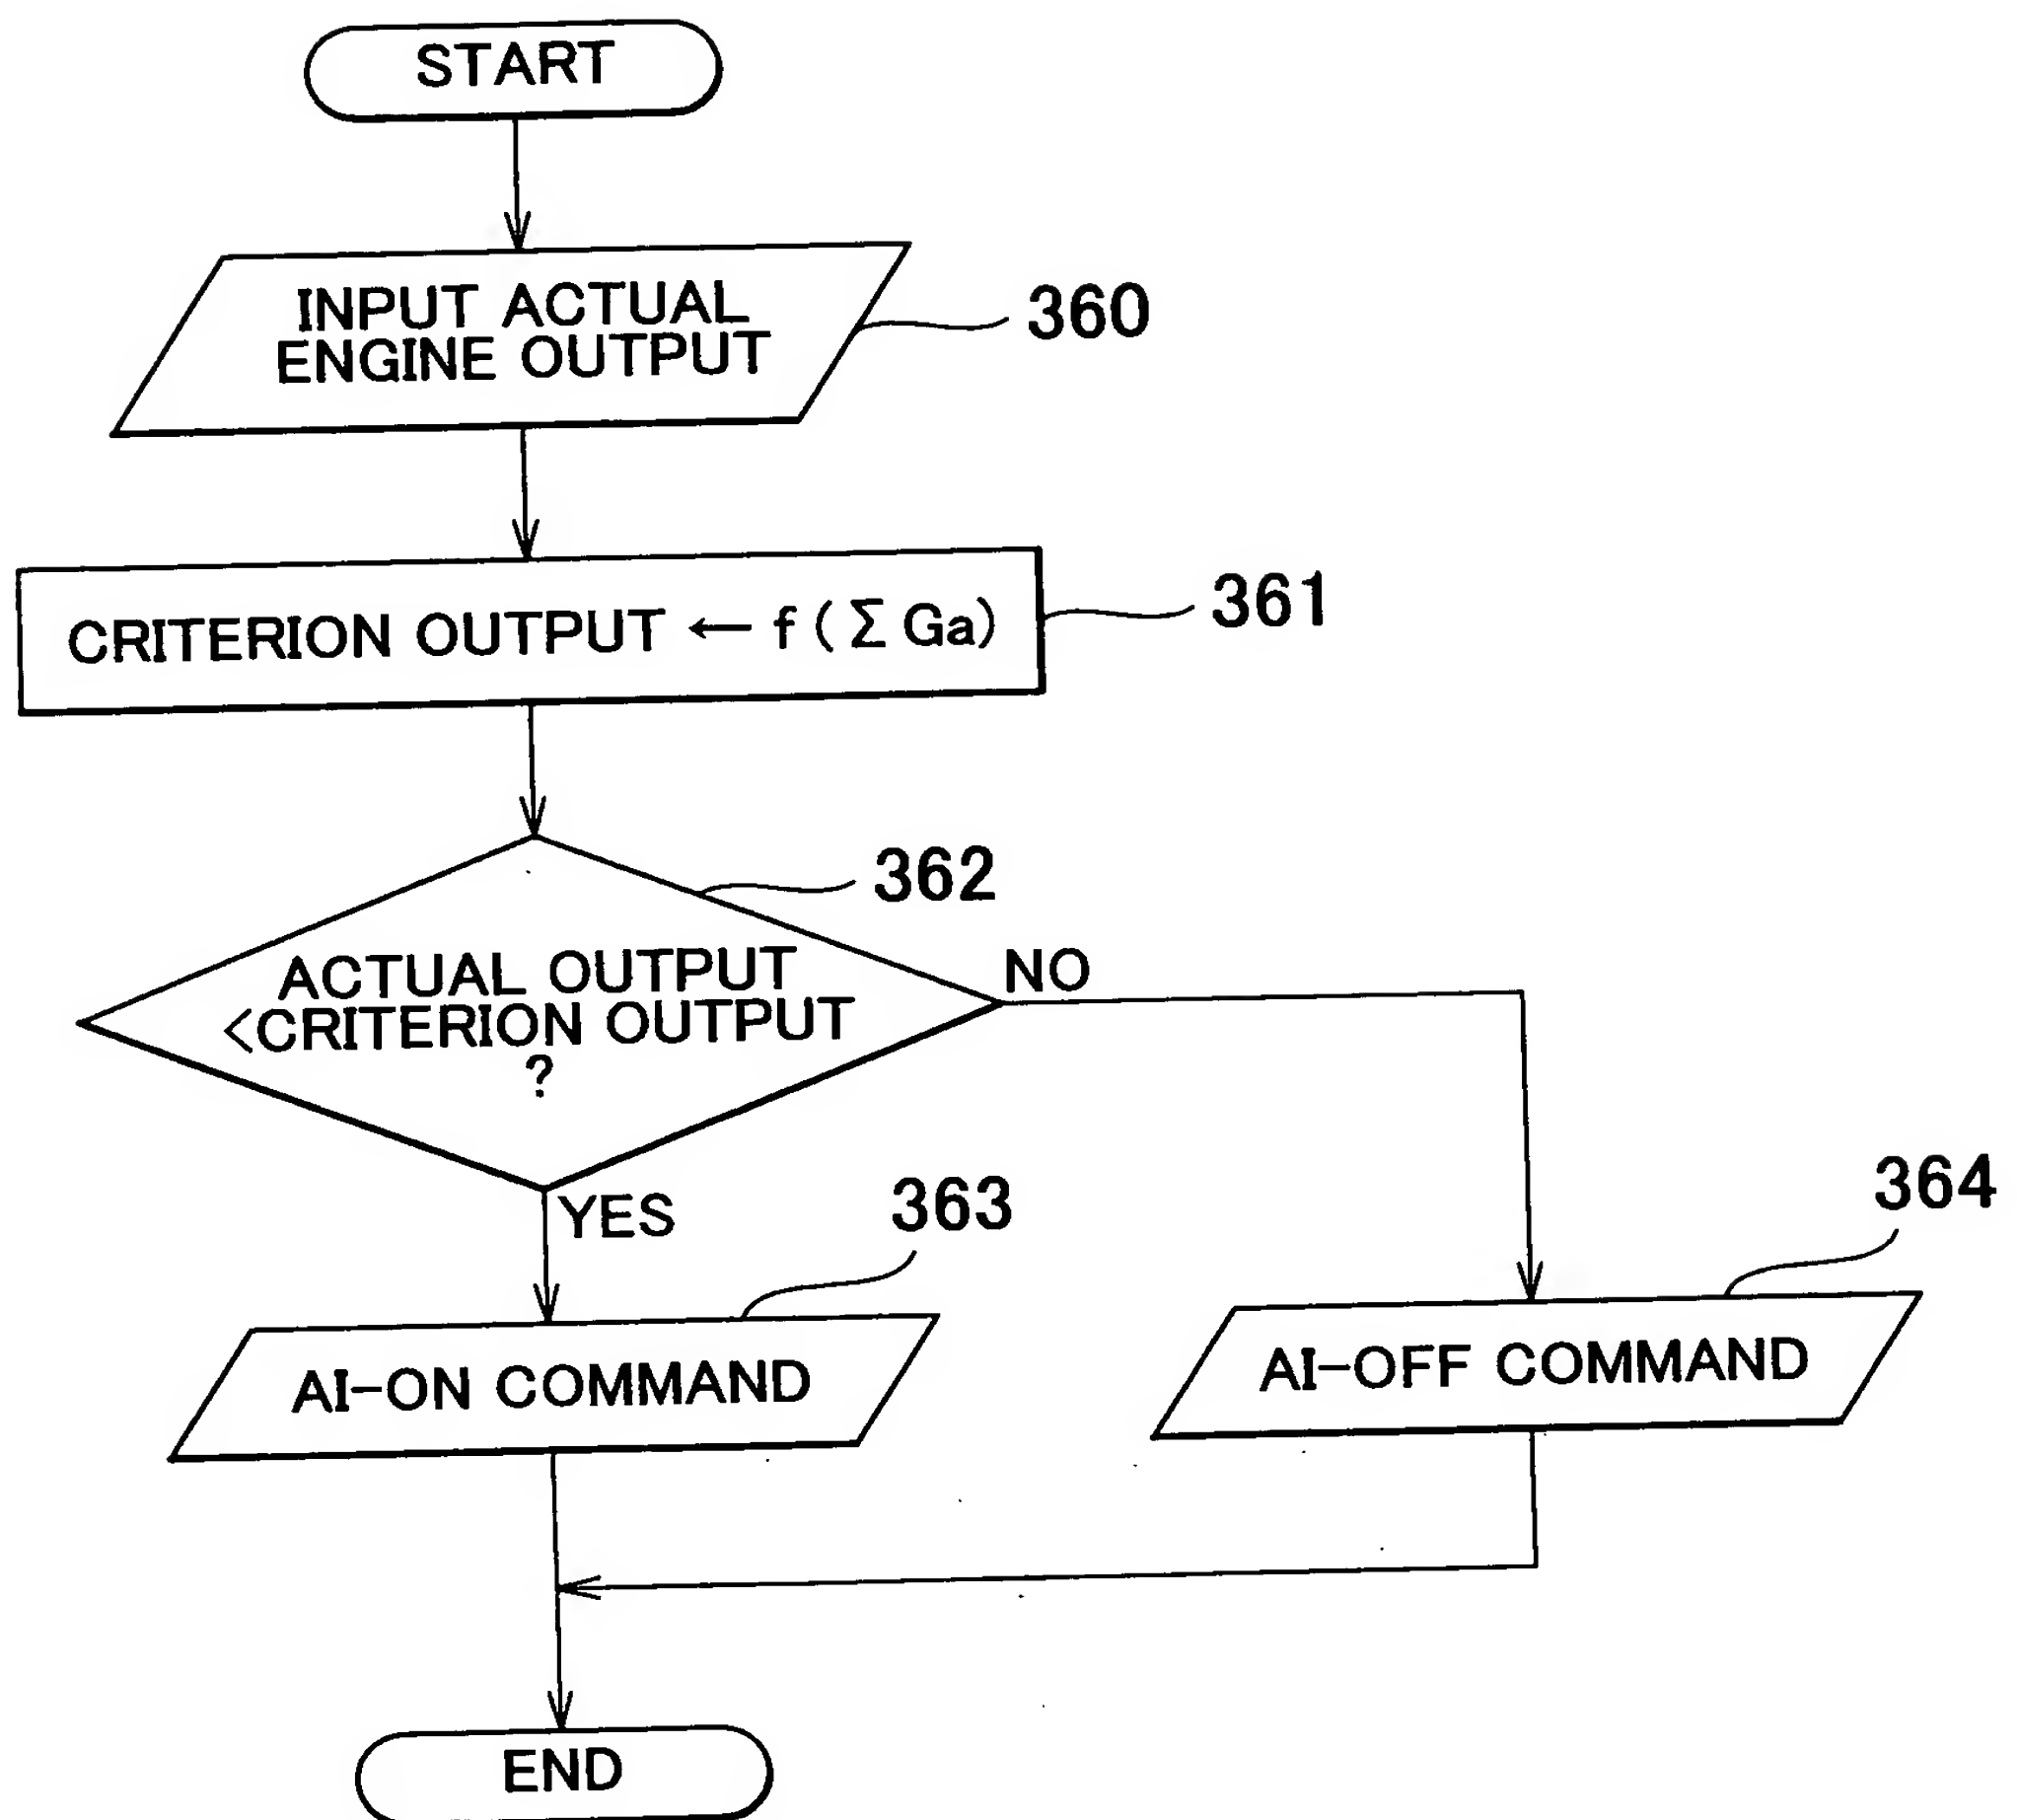 START
INPUT ACTUAL
ENGINE OUTPUT
360
CRITERION OUTPUT ← f(ΣGa)
361
362
ACTUAL OUTPUT
<CRITERION OUTPUT
?
NO
YES
363
364
AI-ON COMMAND
AI-OFF COMMAND
END